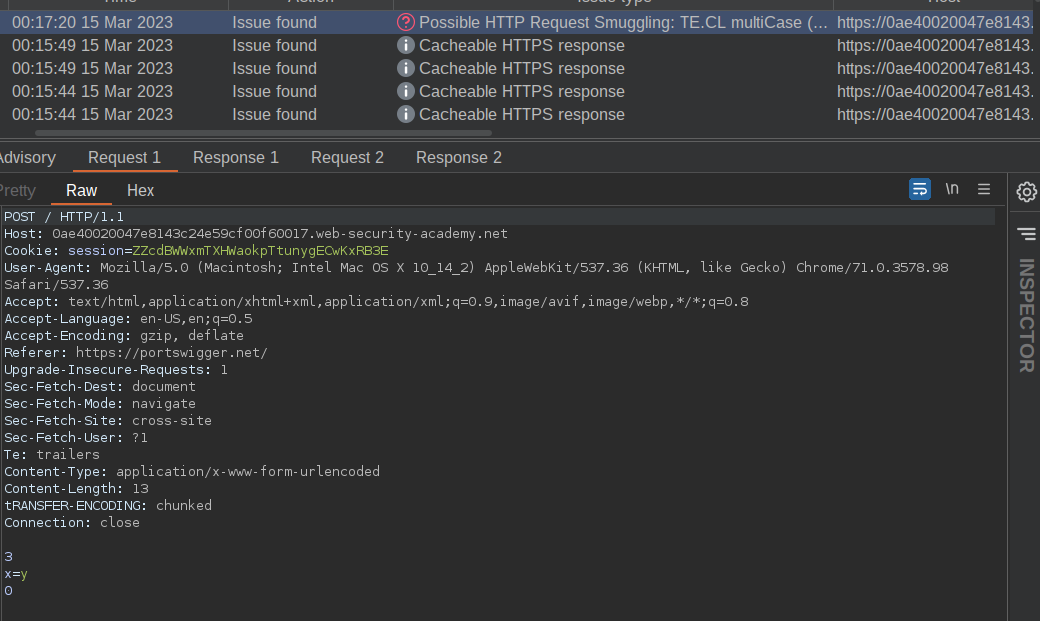 Time Action Issue type Host
00:17:20 15 Mar 2023 Issue found Possible HTTP Request Smuggling: TE.CL multiCase (... https://0ae40020047e8143.
00:15:49 15 Mar 2023 Issue found Cacheable HTTPS response https://0ae40020047e8143.
00:15:49 15 Mar 2023 Issue found Cacheable HTTPS response https://0ae40020047e8143.
00:15:44 15 Mar 2023 Issue found Cacheable HTTPS response https://0ae40020047e8143.
00:15:44 15 Mar 2023 Issue found Cacheable HTTPS response https://0ae40020047e8143.
Advisory Request 1 Response 1 Request 2 Response 2
Pretty Raw Hex \n
POST / HTTP/1.1
Host: 0ae40020047e8143c24e59cf00f60017.web-security-academy.net
Cookie: session=ZZcdBWWxmTXHWaokpTtunygECwKxRB3E
User-Agent: Mozilla/5.0 (Macintosh; Intel Mac OS X 10_14_2) AppleWebKit/537.36 (KHTML, like Gecko) Chrome/71.0.3578.98
Safari/537.36
Accept: text/html,application/xhtml+xml,application/xml;q=0.9,image/avif,image/webp,*/*;q=0.8
Accept-Language: en-US,en;q=0.5
Accept-Encoding: gzip, deflate
Referer: https://portswigger.net/
Upgrade-Insecure-Requests: 1
Sec-Fetch-Dest: document
Sec-Fetch-Mode: navigate
Sec-Fetch-Site: cross-site
Sec-Fetch-User: ?1
Te: trailers
Content-Type: application/x-www-form-urlencoded
Content-Length: 13
tRANSFER-ENCODING: chunked
Connection: close
3
x=y
0
INSPECTOR